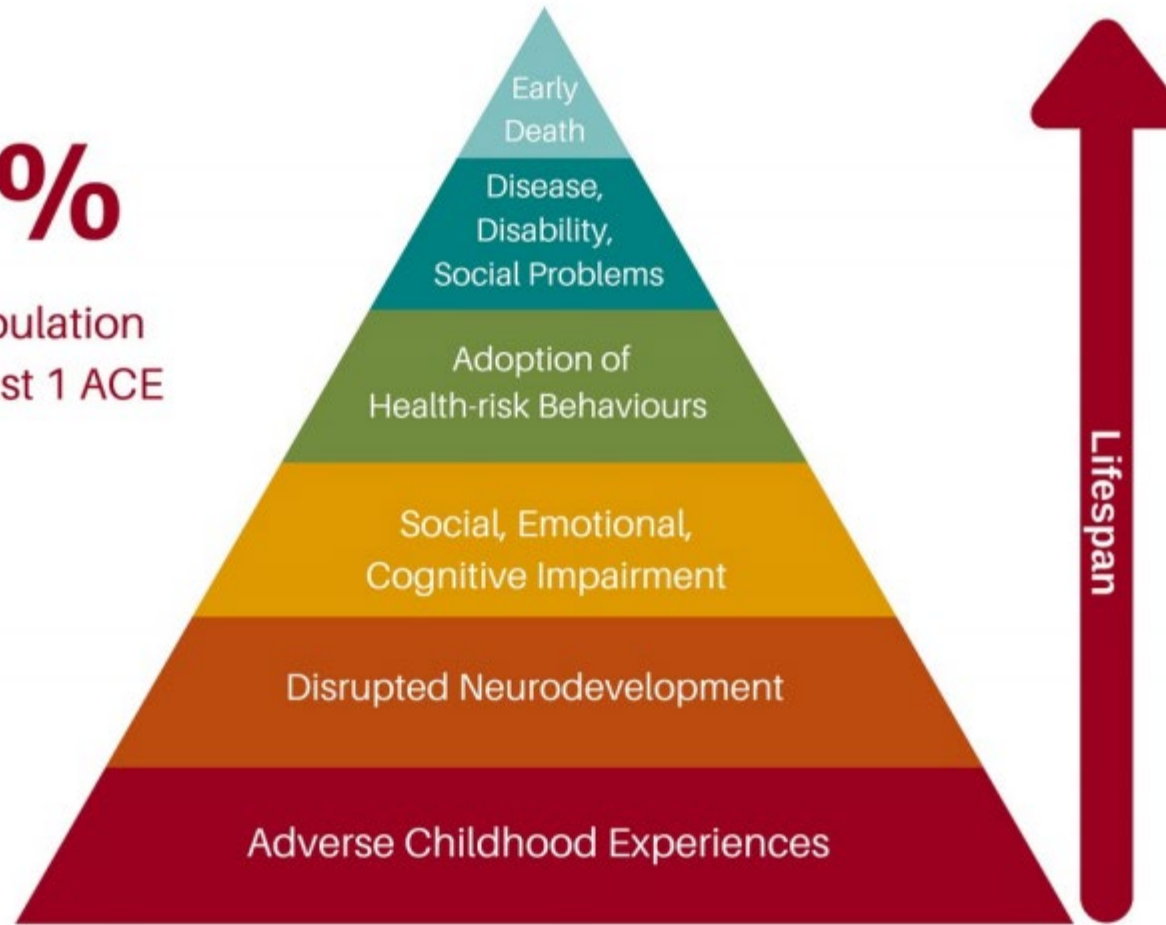 %
st 1 ACE
Early
Death
Disease,
Disability,
Social Problems
Adoption of
Health-risk Behaviours
Social, Emotional,
Cognitive Impairment
Disrupted Neurodevelopment
Adverse Childhood Experiences
Lifespan